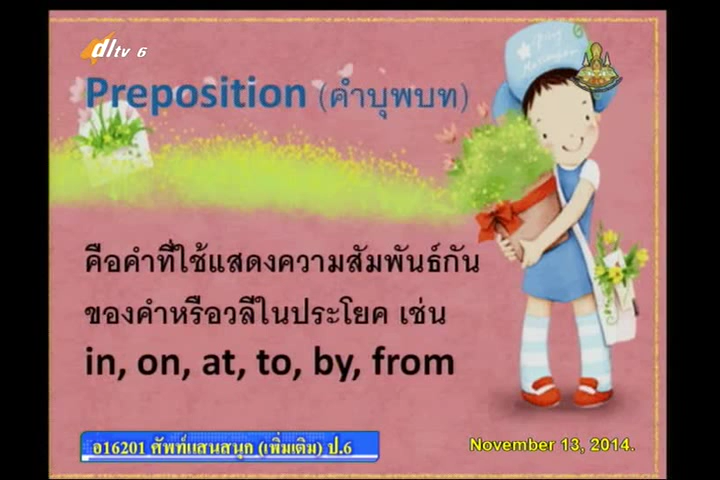 dltv 6
Preposition (คำบุพบท)
คือคำที่ใช้แสดงความสัมพันธ์กัน
ของคำหรือวลีในประโยค เช่น
in, on, at, to, by, from
อ16201 ศัพท์แสนสนุก (เพิ่มเติม) ป.6
November 13, 2014.